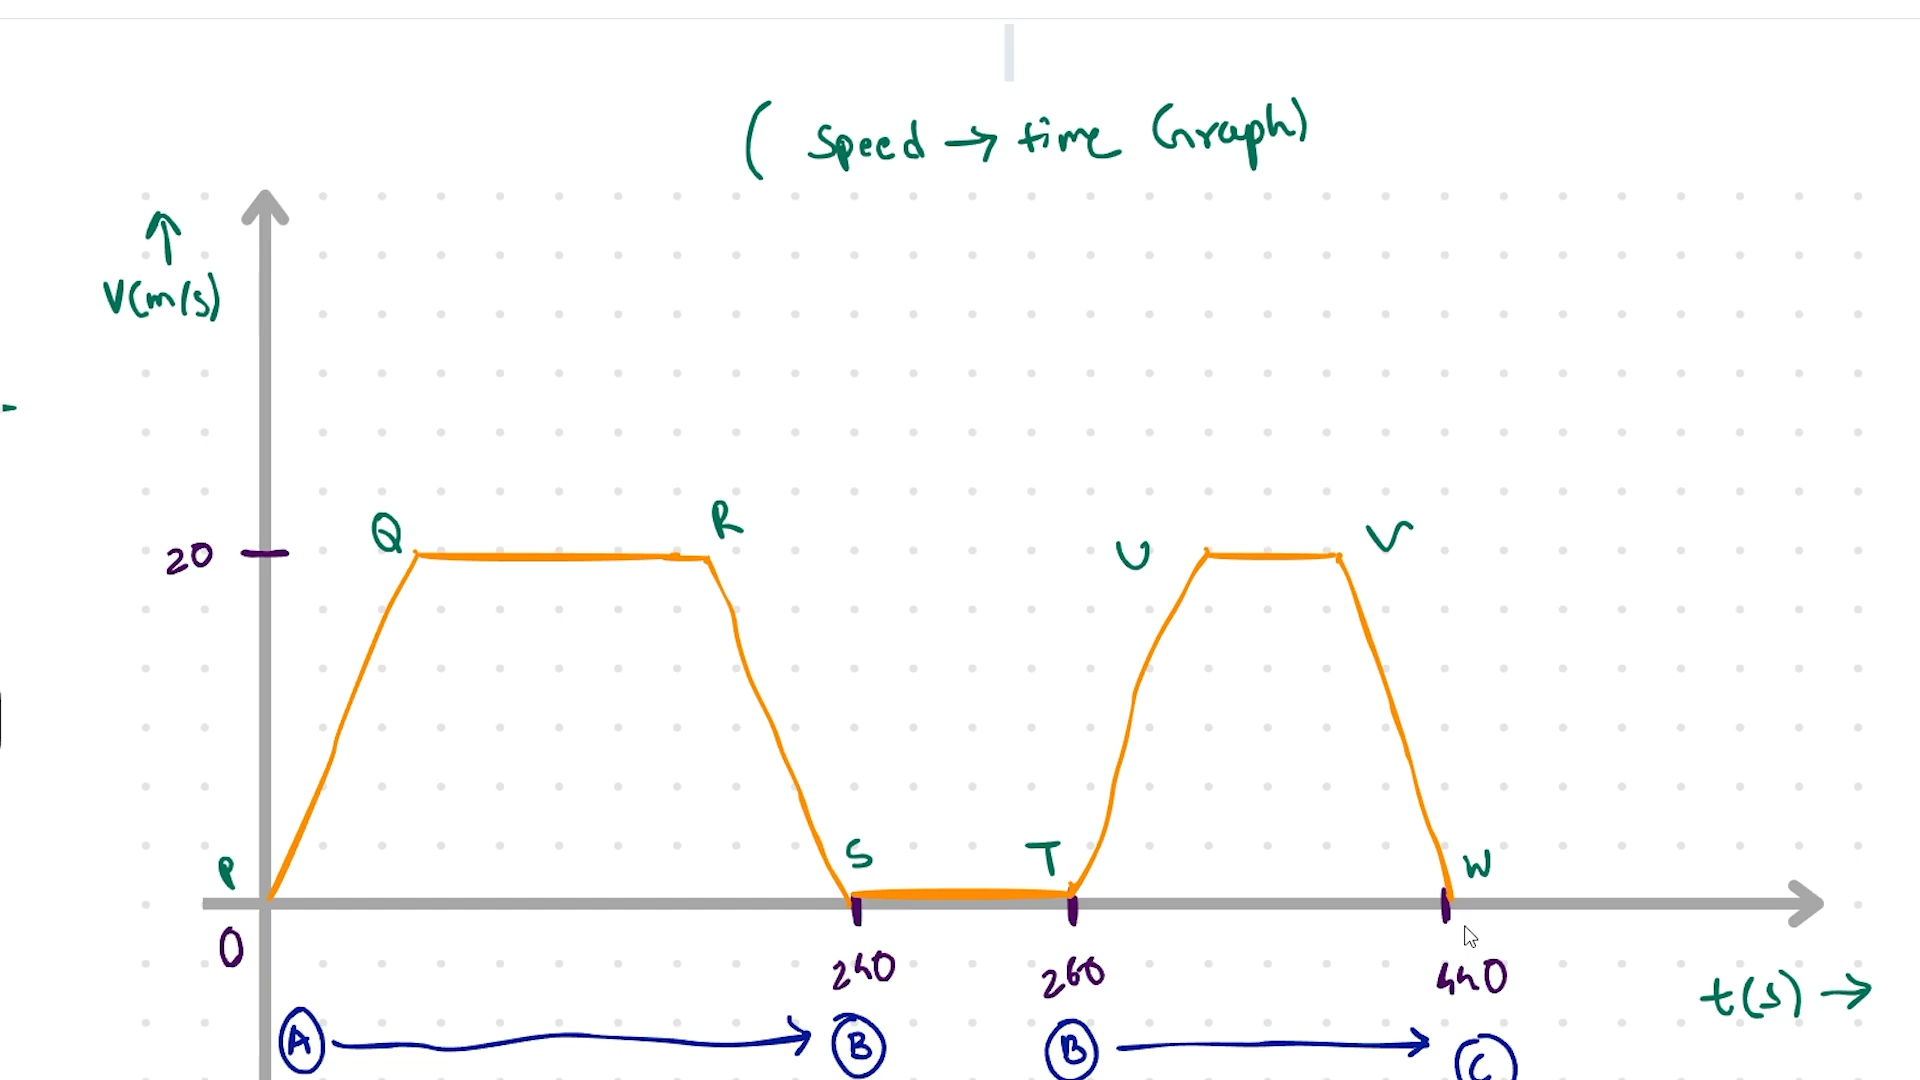 ( Speed → time Graph)
↑
V(m/s)
Q
R
U
V
20
S
T
W
P
0
240
260
440
t(s) →
A → B
B → C